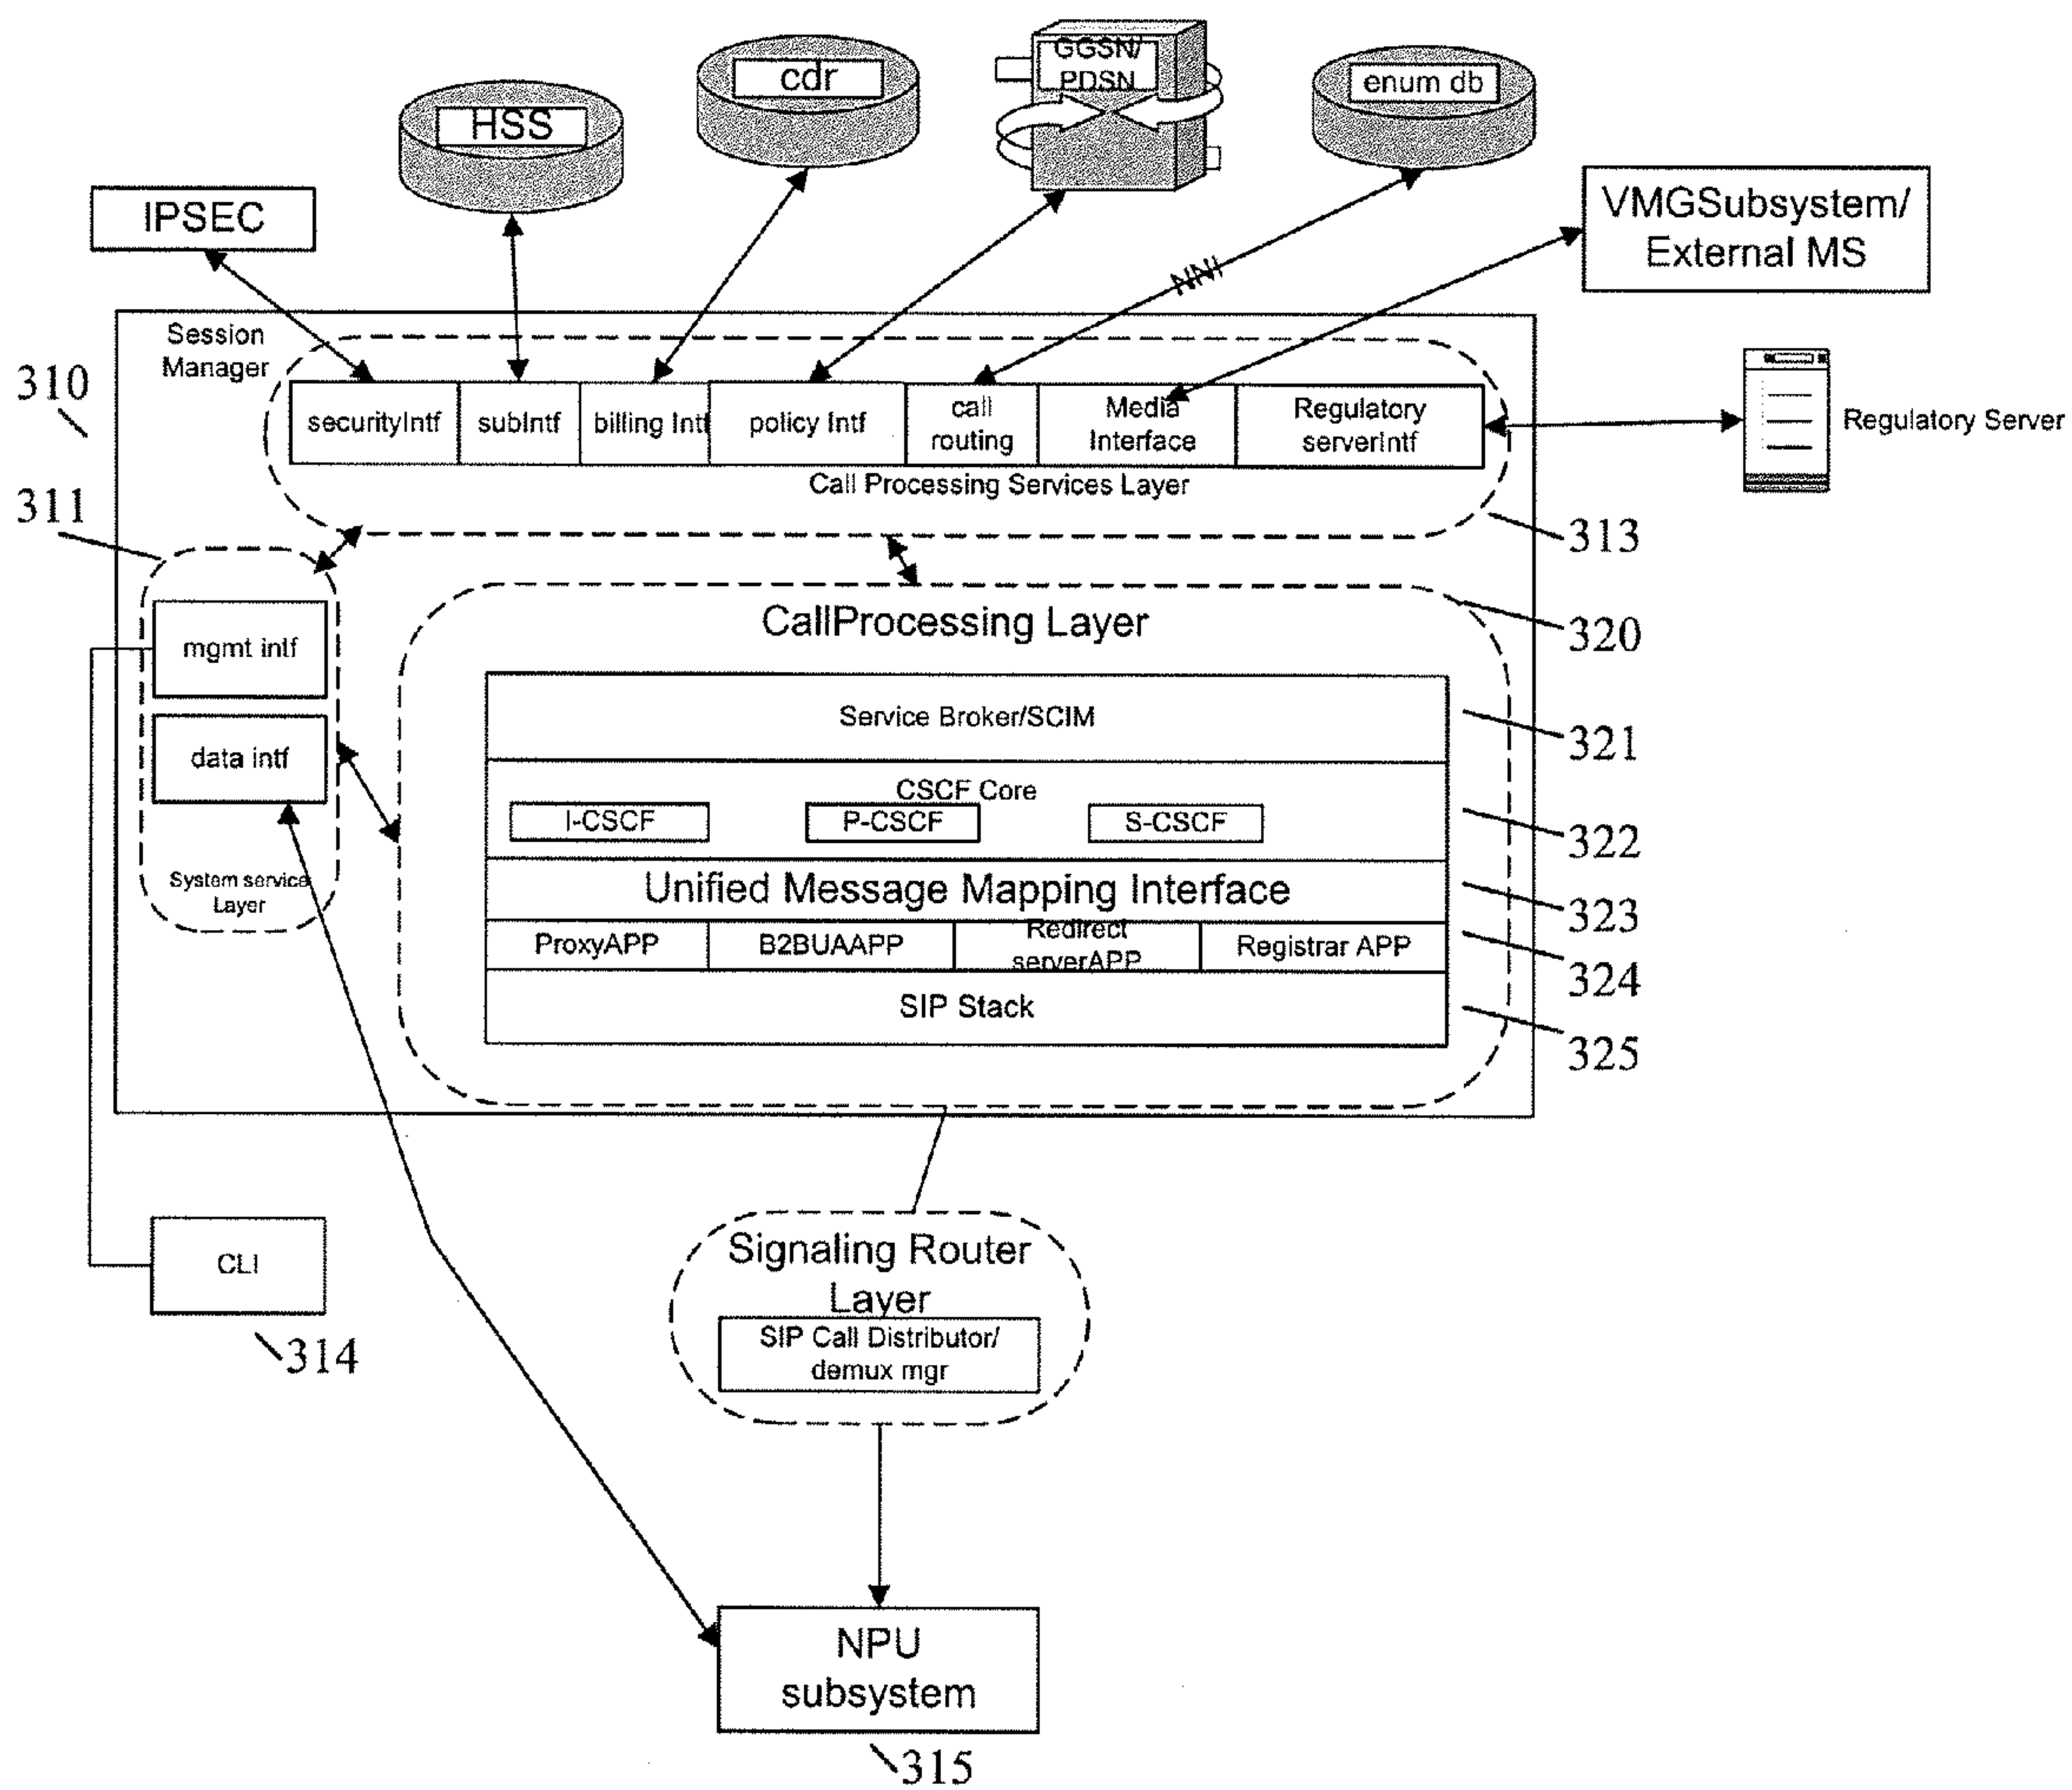 GGSN/
PDSN
cdr
enum db
HSS
IPSEC
VMGSubsystem/
External MS
NNI
Session
Manager
310
securityIntf
subIntf
billing Intf
policy Intf
call
routing
Media
Interface
Regulatory
serverIntf
Regulatory Server
Call Processing Services Layer
311
313
CallProcessing Layer
320
mgmt intf
data intf
System service
Layer
Service Broker/SCIM
321
CSCF Core
I-CSCF
P-CSCF
S-CSCF
322
Unified Message Mapping Interface
323
ProxyAPP
B2BUAAPP
Redirect
serverAPP
Registrar APP
324
SIP Stack
325
CLI
314
Signaling Router
Layer
SIP Call Distributor/
demux mgr
NPU
subsystem
315